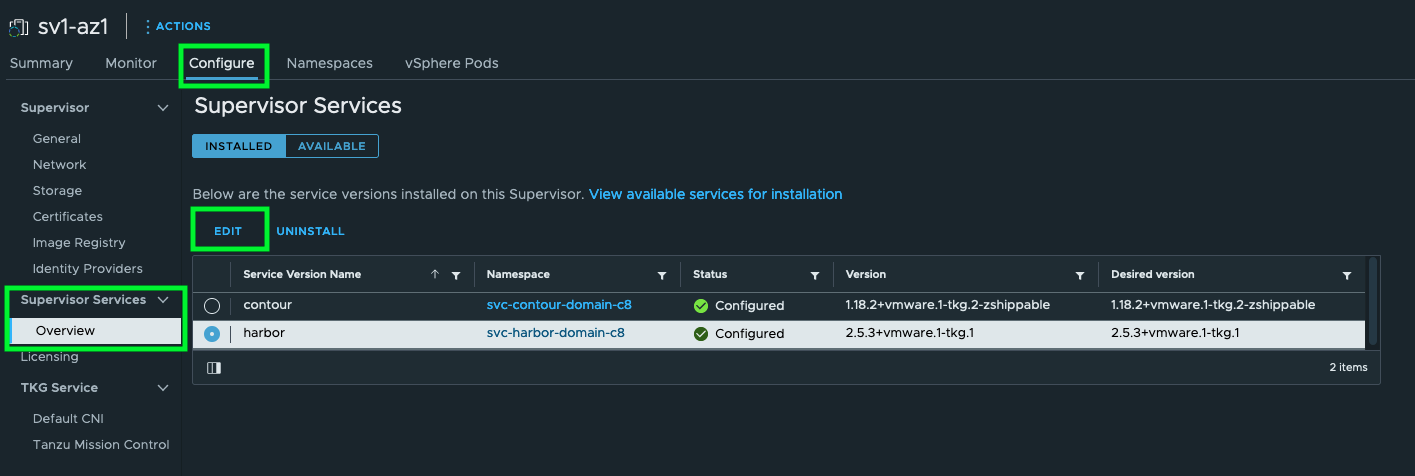 sv1-az1 ACTIONS
Summary Monitor Configure Namespaces vSphere Pods
Supervisor
General
Network
Storage
Certificates
Image Registry
Identity Providers
Supervisor Services
Overview
Licensing
TKG Service
Default CNI
Tanzu Mission Control
Supervisor Services
INSTALLED AVAILABLE
Below are the service versions installed on this Supervisor. View available services for installation
EDIT UNINSTALL
Service Version Name Namespace Status Version Desired version
contour svc-contour-domain-c8 Configured 1.18.2+vmware.1-tkg.2-zshippable 1.18.2+vmware.1-tkg.2-zshippable
harbor svc-harbor-domain-c8 Configured 2.5.3+vmware.1-tkg.1 2.5.3+vmware.1-tkg.1
2 items